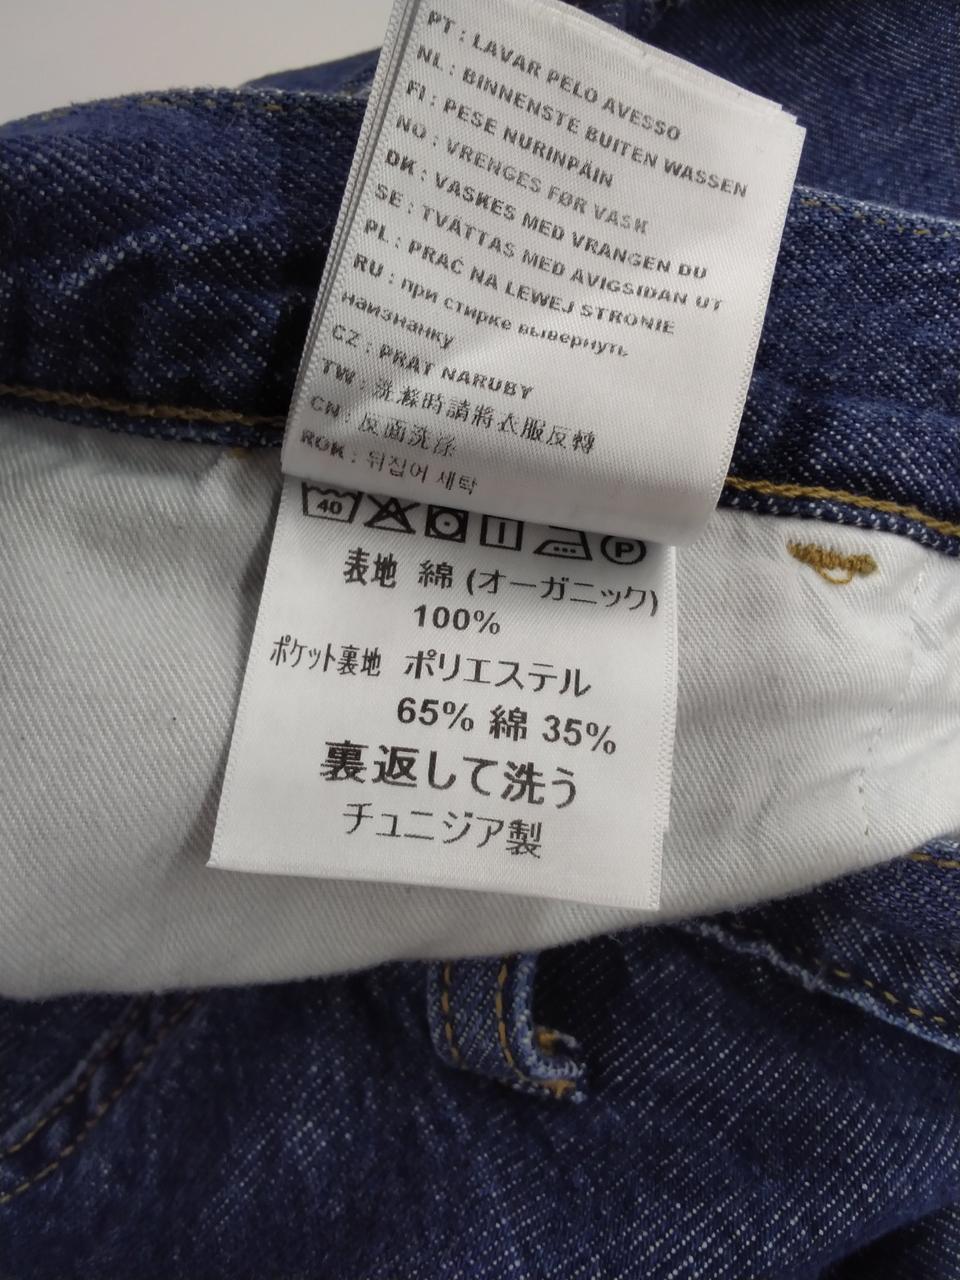 PT : LAVAR PELO AVESSO
NL : BINNENSTE BUITEN WASSEN
FI : PESE NURINPÄIN
NO : VRENGES FØR VASK
DK : VASKES MED VRANGEN DU
SE : TVÄTTAS MED AVIGSIDAN UT
PL : PRAĆ NA LEWEJ STRONIE
RU : при стирке вывернуть
наизнанку
CZ : PRÁT NARUBY
TW : 洗滌時請將衣服反轉
CN : 反面洗涤
ROK : 뒤집어 세탁
40
P
表地 綿 (オーガニック)
100%
ポケット裏地 ポリエステル
65% 綿 35%
裏返して洗う
チュニジア製